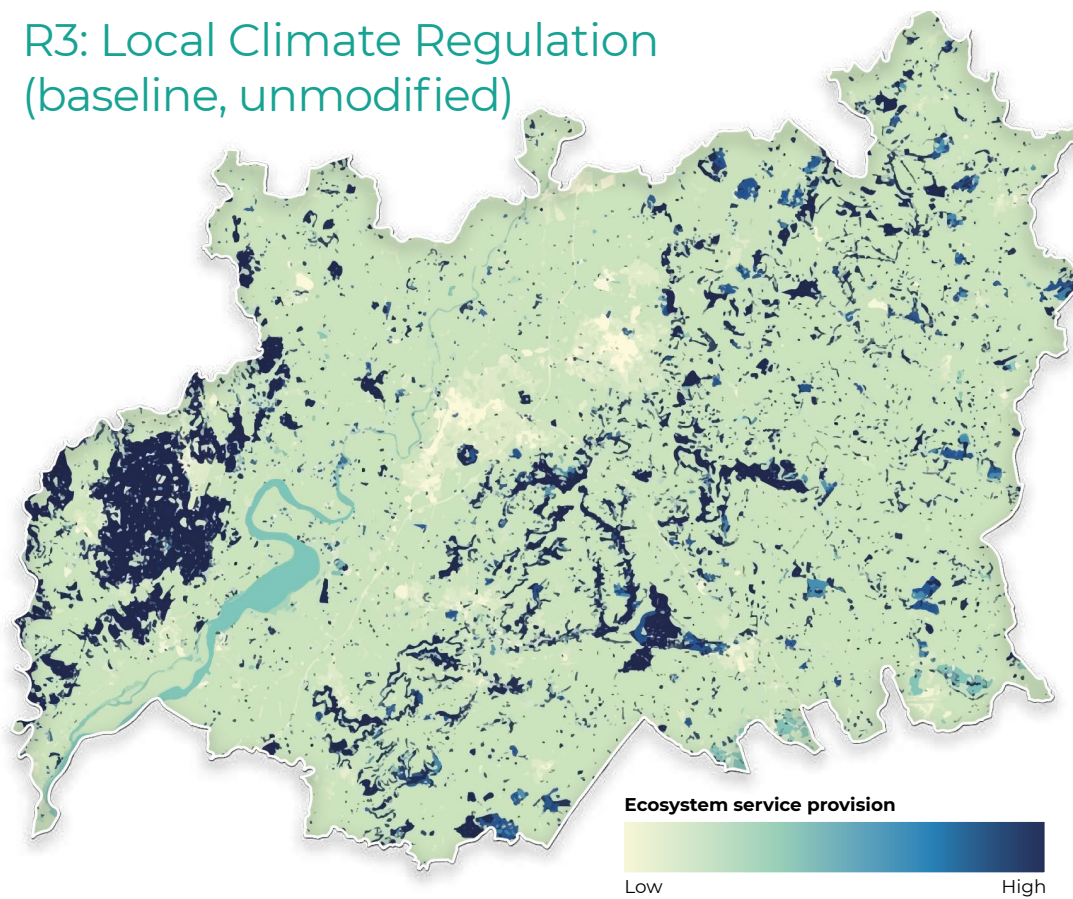 R3: Local Climate Regulation
(baseline, unmodified)
Ecosystem service provision
Low
High